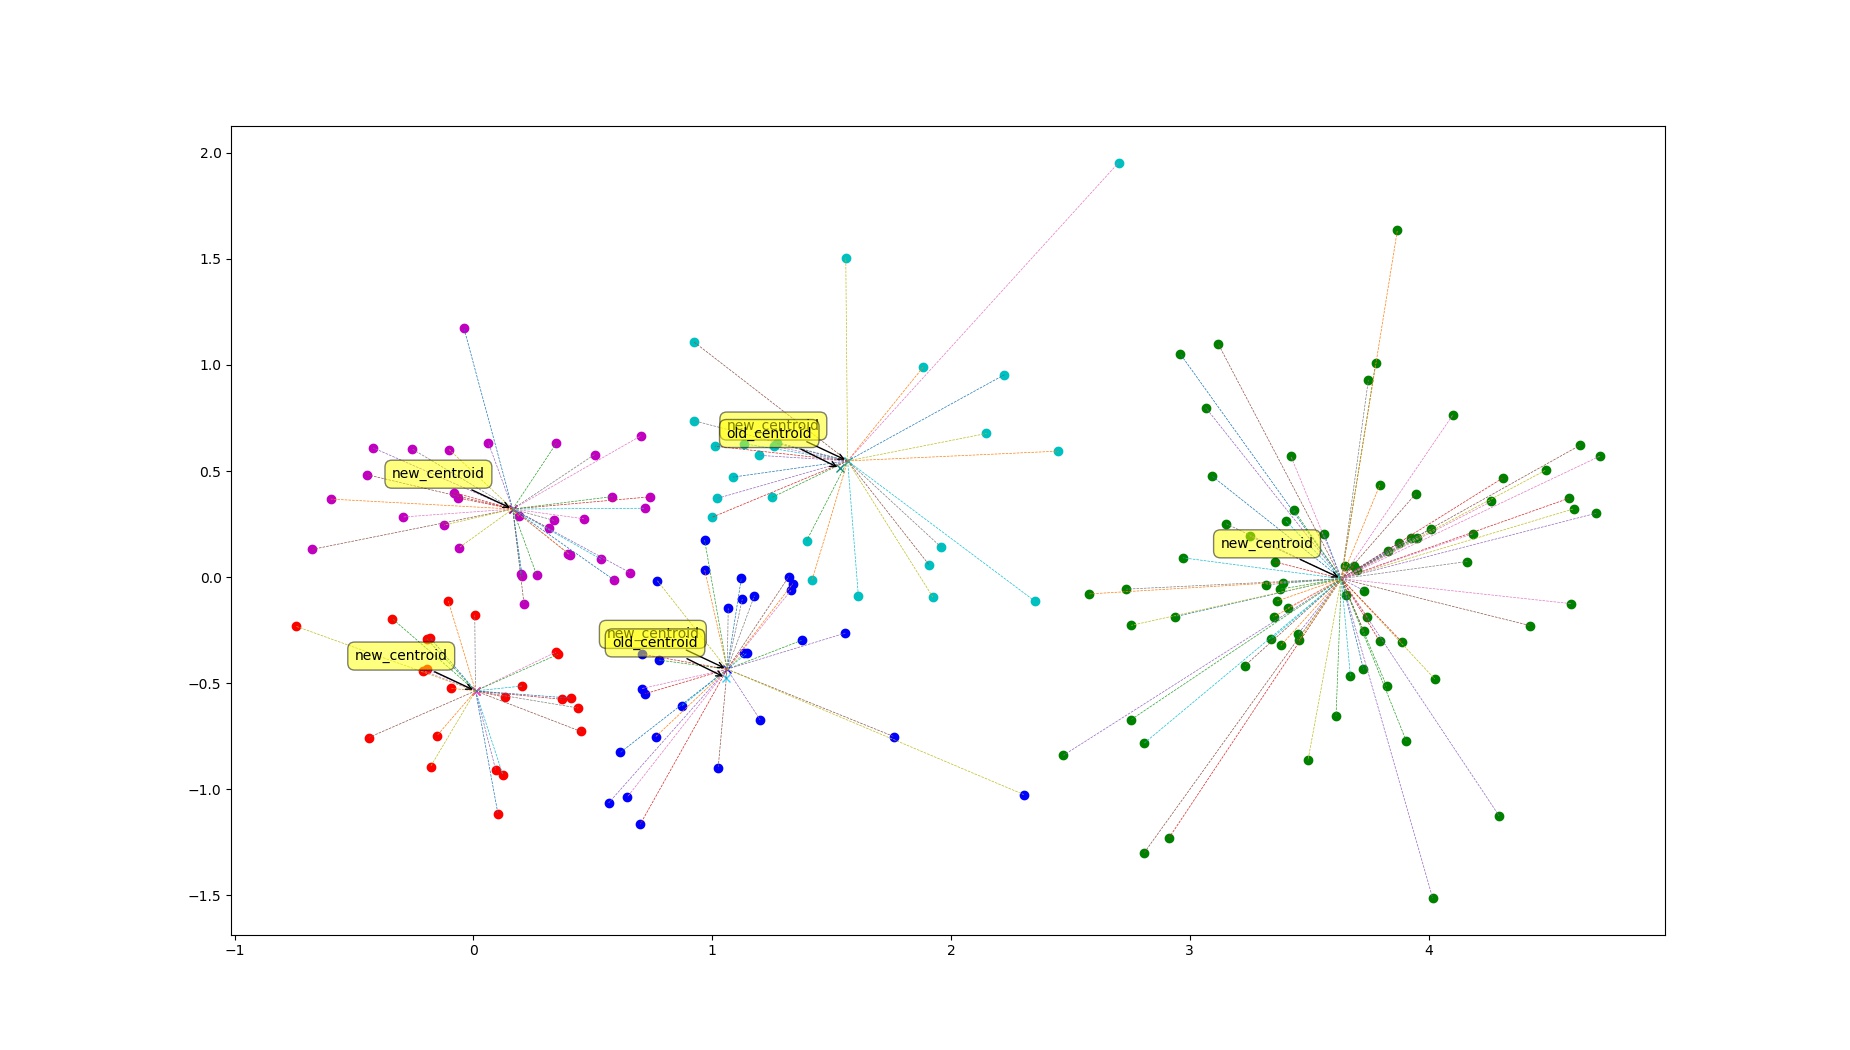 2.0
1.5
1.0
new_centroid
old_centroid
0.5
new_centroid
new_centroid
0.0
new_centroid
old_centroid
new_centroid
−0.5
−1.0
−1.5
−1 0 1 2 3 4